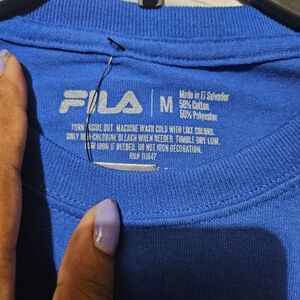 FILA M
Made in El Salvador
50% Cotton
50% Polyester
TURN INSIDE OUT. MACHINE WASH COLD WITH LIKE COLORS.
ONLY NON-CHLORINE BLEACH WHEN NEEDED. TUMBLE DRY LOW.
IRON IF NEEDED. DO NOT IRON DECORATION.